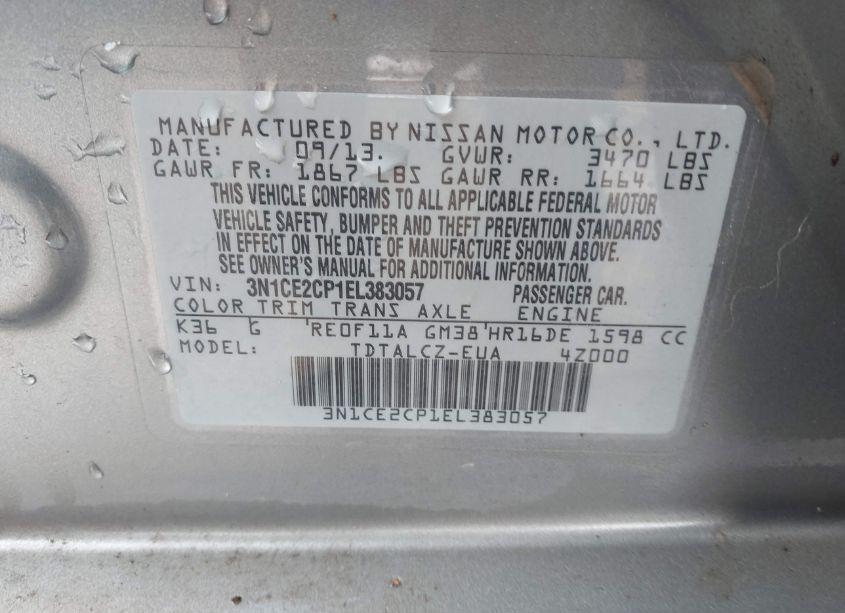 MANUFACTURED BY NISSAN MOTOR CO., LTD.
DATE: 09/13. GVWR: 3470 LBS
GAWR FR: 1867 LBS GAWR RR: 1664 LBS
THIS VEHICLE CONFORMS TO ALL APPLICABLE FEDERAL MOTOR
VEHICLE SAFETY, BUMPER AND THEFT PREVENTION STANDARDS
IN EFFECT ON THE DATE OF MANUFACTURE SHOWN ABOVE.
SEE OWNER'S MANUAL FOR ADDITIONAL INFORMATION.
VIN: 3N1CE2CP1EL383057 PASSENGER CAR.
COLOR TRIM TRANS AXLE ENGINE
K36 G RE0F11A GM38 HR16DE 1598 CC
MODEL: TDTALCZ-EUA 4Z000
3N1CE2CP1EL383057